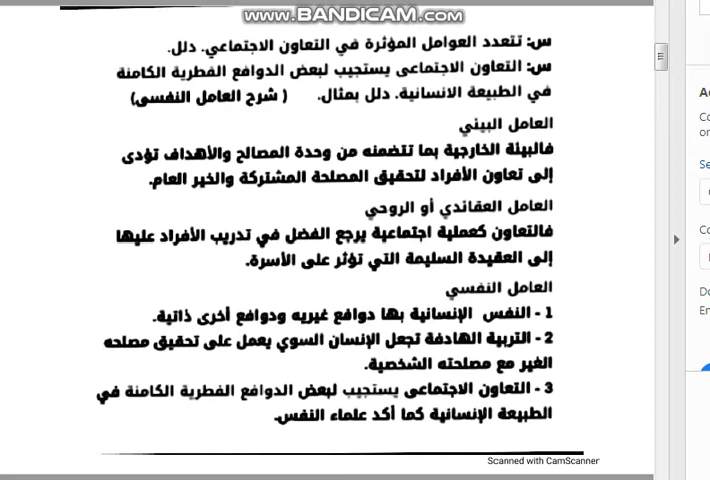 www.BANDICAM.com
س: تتعدد العوامل المؤثرة في التعاون الاجتماعي. دلل.
س: التعاون الاجتماعى يستجيب لبعض الدوافع الفطرية الكامنة
في الطبيعة الانسانية. دلل بمثال. ( شرح العامل النفسى)
العامل البيئي
فالبيئة الخارجية بما تتضمنه من وحدة المصالح والأهداف تؤدى
إلى تعاون الأفراد لتحقيق المصلحة المشتركة والخير العام.
العامل العقائدي أو الروحي
فالتعاون كعملية اجتماعية يرجع الفضل في تدريب الأفراد عليها
إلى العقيدة السليمة التي تؤثر على الأسرة.
العامل النفسي
1 - النفس الإنسانية بها دوافع غيريه ودوافع أخرى ذاتية.
2 - التربية الهادفة تجعل الإنسان السوي يعمل على تحقيق مصلحه
الغير مع مصلحته الشخصية.
3 - التعاون الاجتماعى يستجيب لبعض الدوافع الفطرية الكامنة في
الطبيعة الإنسانية كما أكد علماء النفس.
Scanned with CamScanner